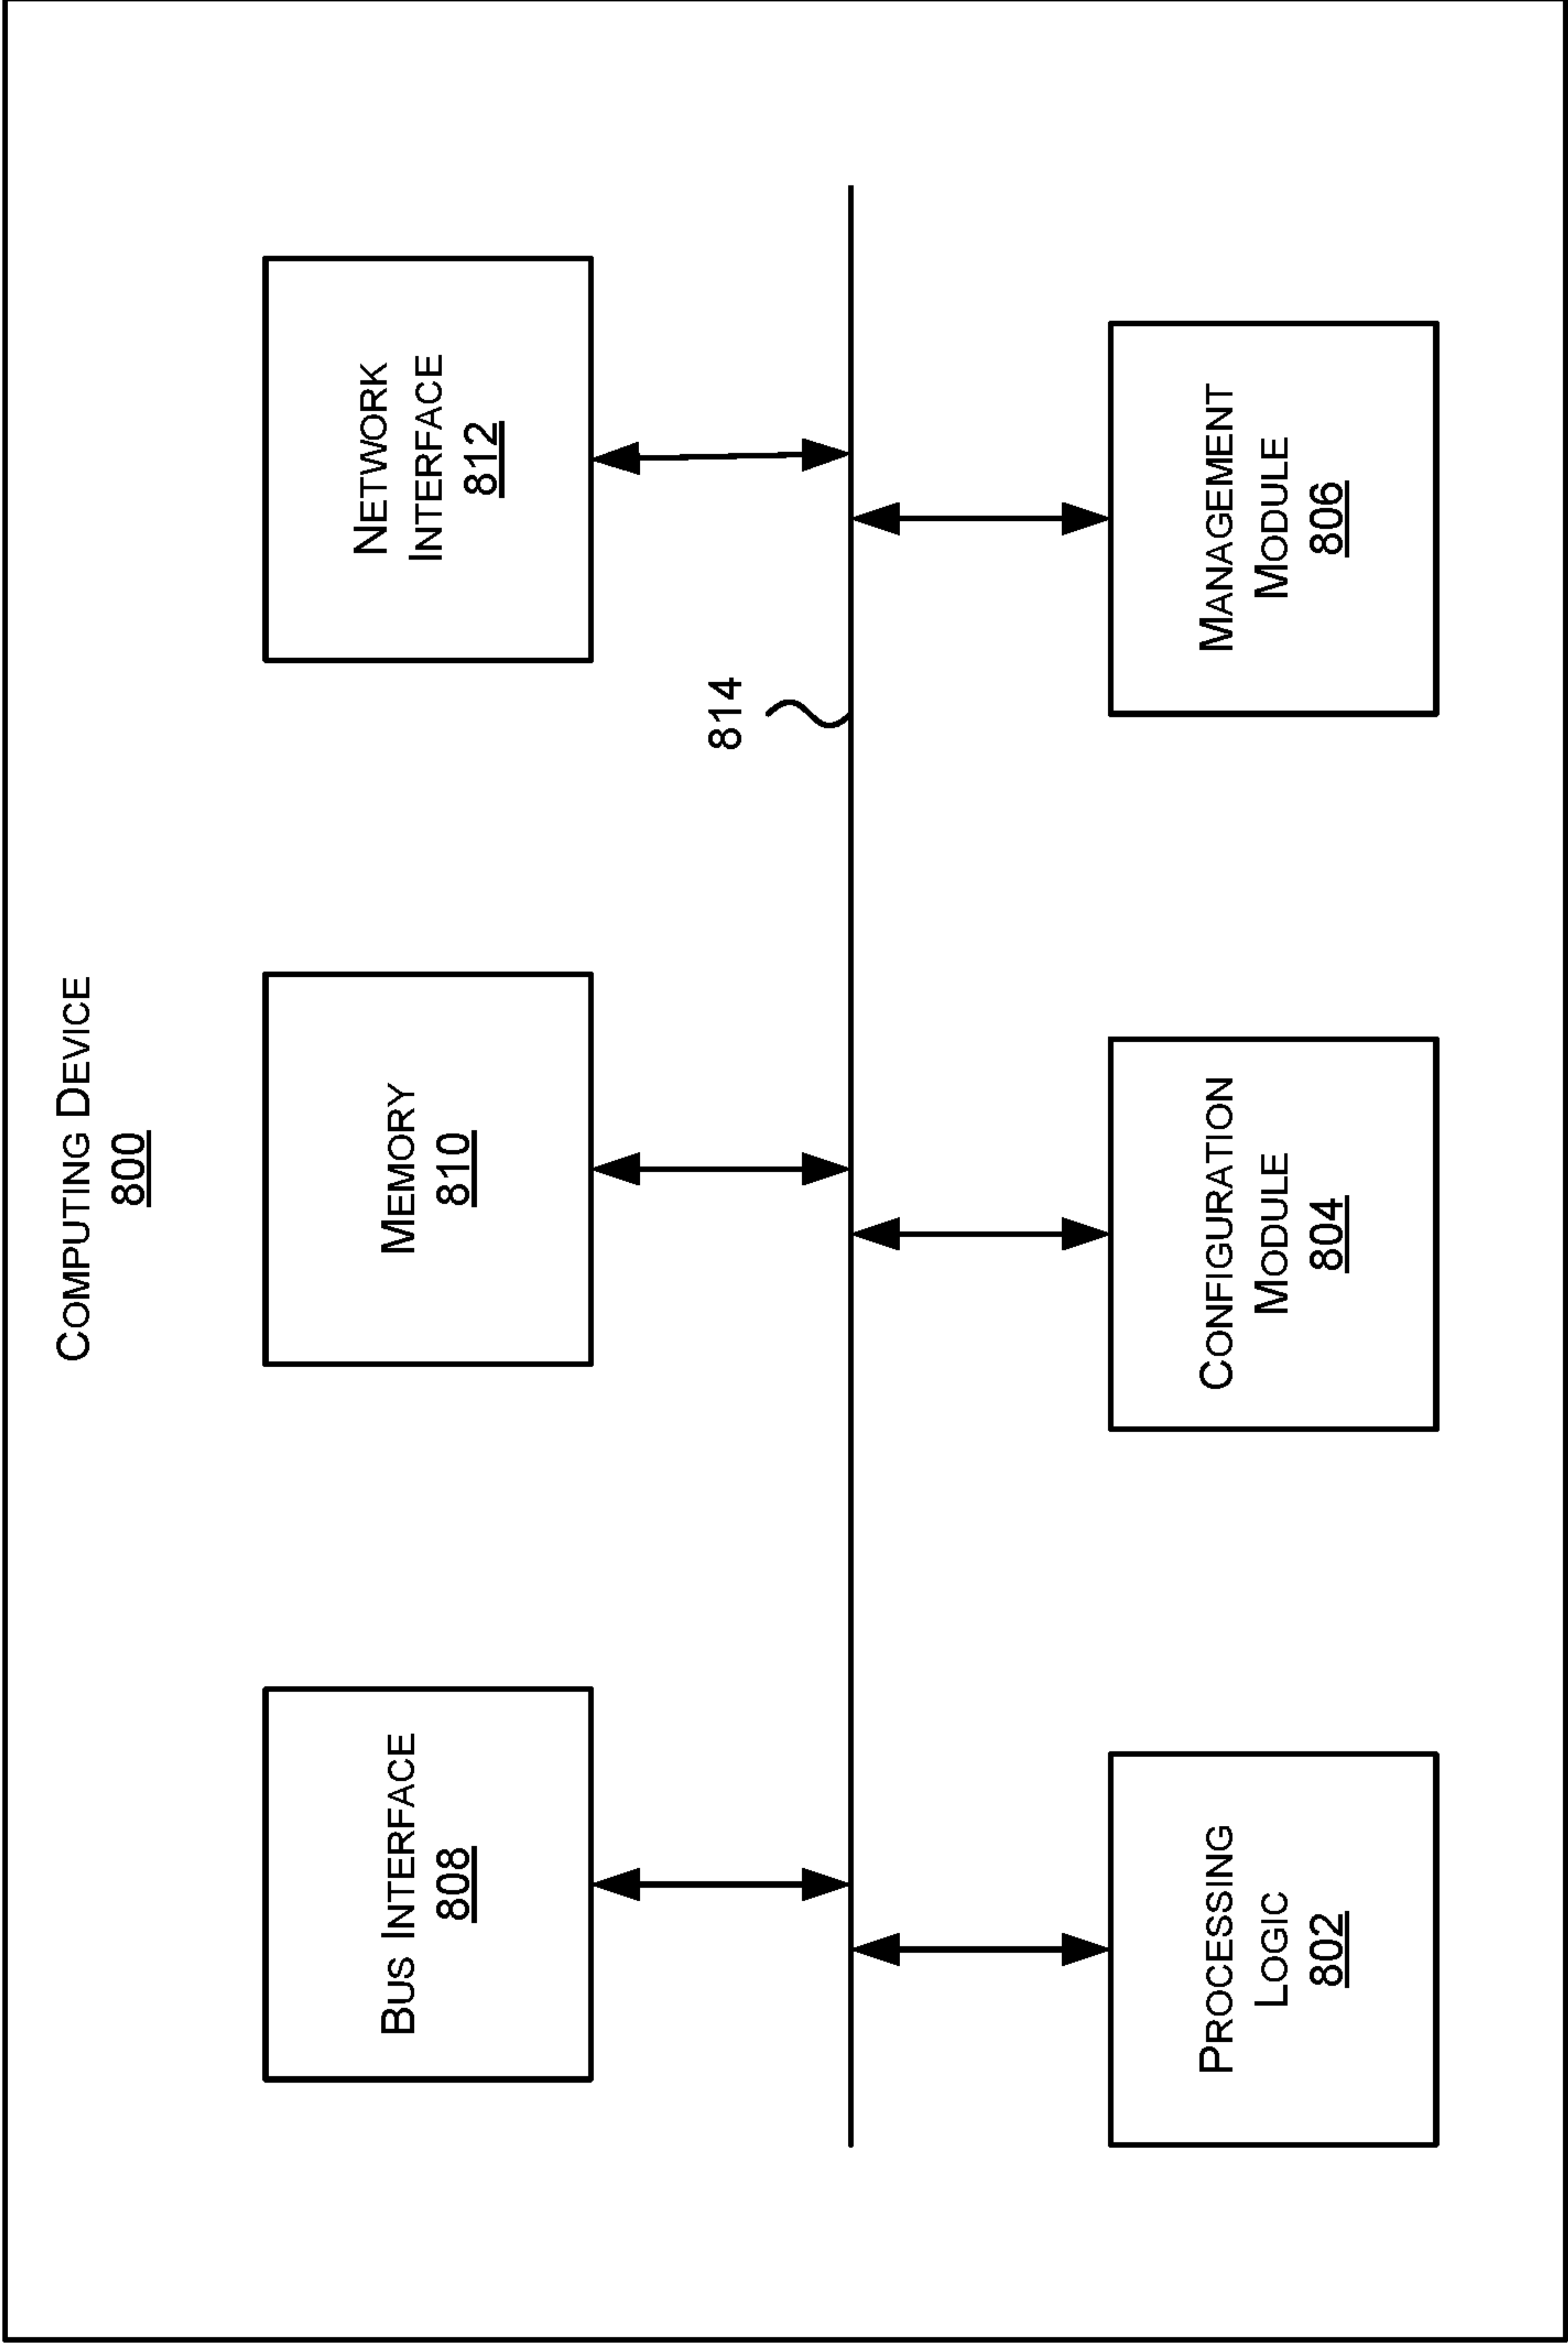 COMPUTING DEVICE
800
BUS INTERFACE
808
MEMORY
810
NETWORK
INTERFACE
812
814
PROCESSING
LOGIC
802
CONFIGURATION
MODULE
804
MANAGEMENT
MODULE
806